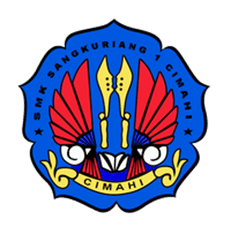 ★ SMK SANGKURIANG 1 CIMAHI ★
CIMAHI